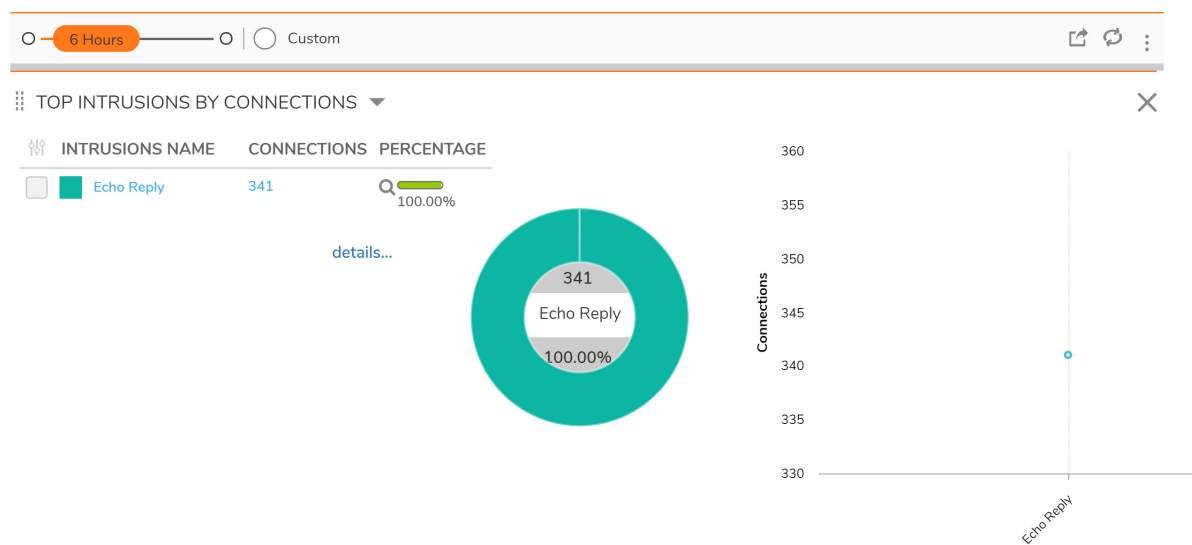 6 Hours
Custom
TOP INTRUSIONS BY CONNECTIONS
INTRUSIONS NAME CONNECTIONS PERCENTAGE
Echo Reply 341
100.00%
details...
341
Echo Reply
100.00%
Connections
360
355
350
345
340
335
330
Echo Reply